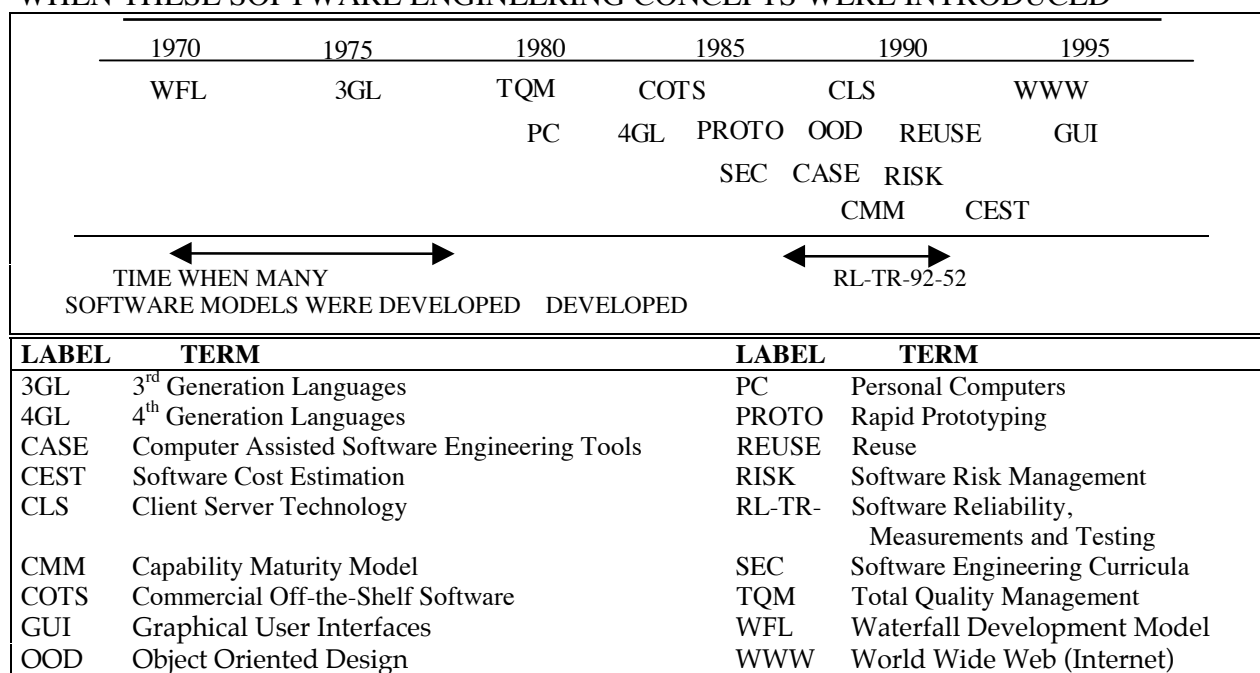 WHEN THESE SOFTWARE ENGINEERING CONCEPTS WERE INTRODUCED
1970 1975 1980 1985 1990 1995
WFL 3GL TQM COTS CLS WWW
PC 4GL PROTO OOD REUSE GUI
SEC CASE RISK
CMM CEST
TIME WHEN MANY RL-TR-92-52
SOFTWARE MODELS WERE DEVELOPED DEVELOPED
LABEL TERM LABEL TERM
3GL 3rd Generation Languages PC Personal Computers
4GL 4th Generation Languages PROTO Rapid Prototyping
CASE Computer Assisted Software Engineering Tools REUSE Reuse
CEST Software Cost Estimation RISK Software Risk Management
CLS Client Server Technology RL-TR- Software Reliability,
Measurements and Testing
CMM Capability Maturity Model SEC Software Engineering Curricula
COTS Commercial Off-the-Shelf Software TQM Total Quality Management
GUI Graphical User Interfaces WFL Waterfall Development Model
OOD Object Oriented Design WWW World Wide Web (Internet)